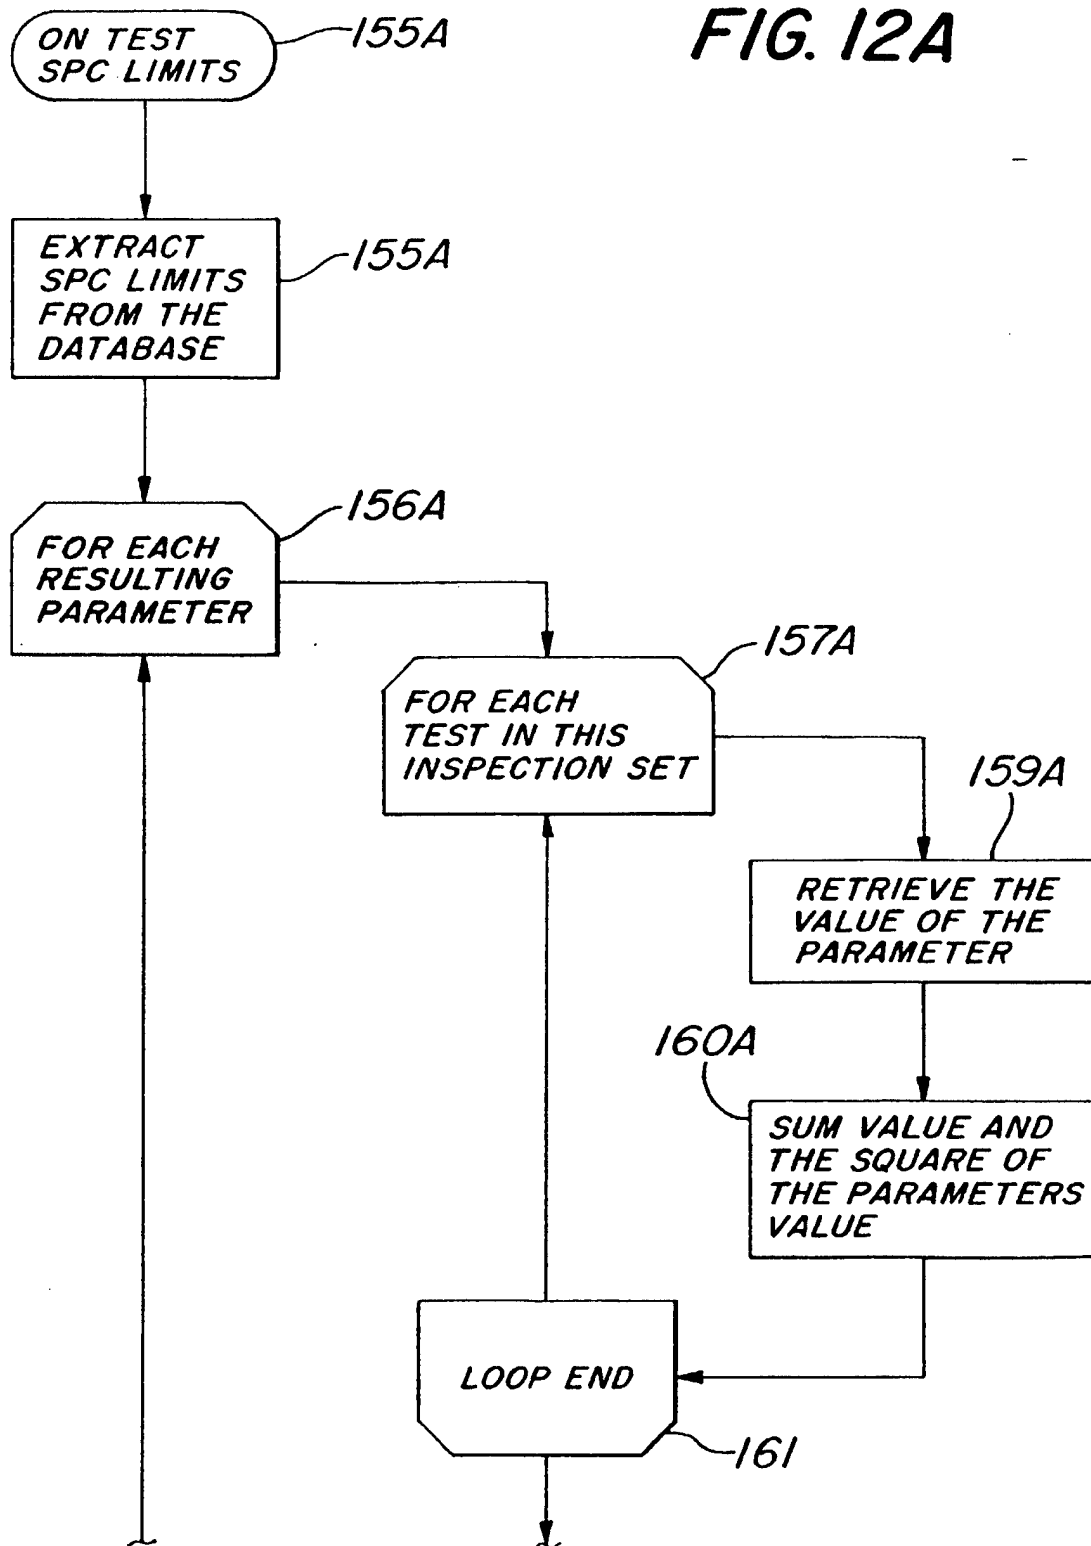 FIG. 12A
ON TEST
SPC LIMITS
155A
EXTRACT
SPC LIMITS
FROM THE
DATABASE
155A
FOR EACH
RESULTING
PARAMETER
156A
FOR EACH
TEST IN THIS
INSPECTION SET
157A
159A
RETRIEVE THE
VALUE OF THE
PARAMETER
160A
SUM VALUE AND
THE SQUARE OF
THE PARAMETERS
VALUE
LOOP END
161